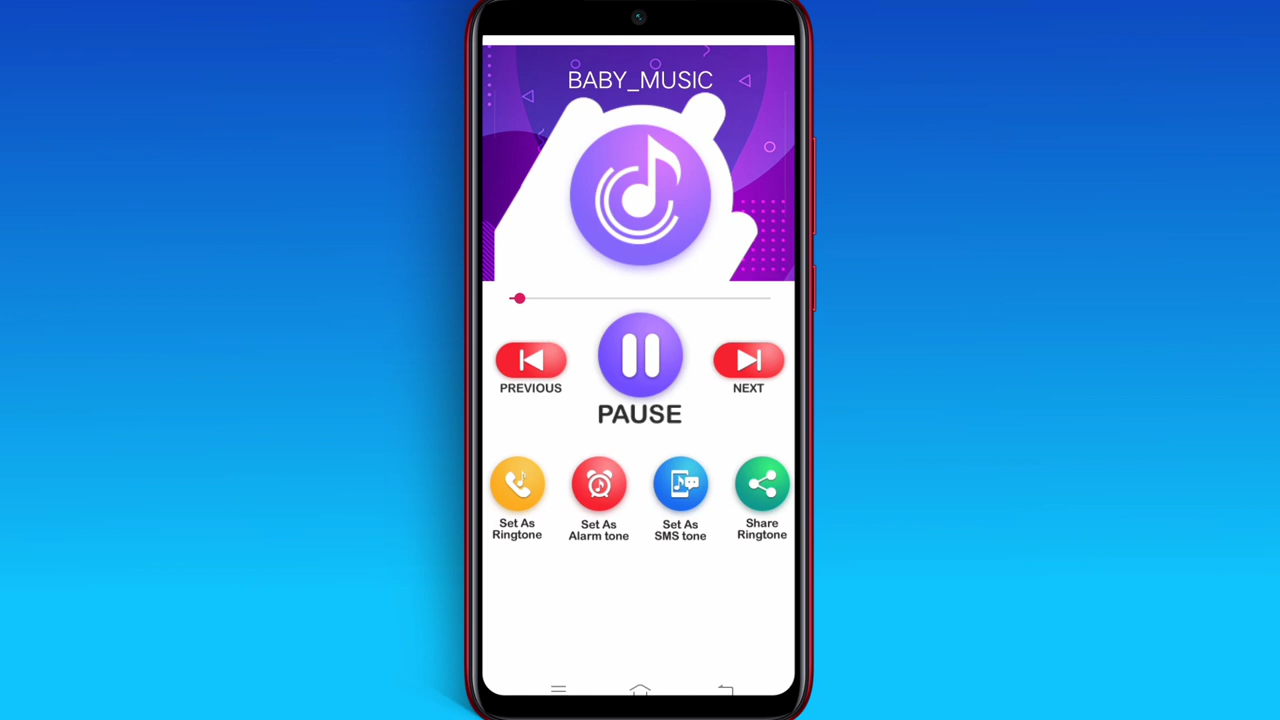 BABY_MUSIC
PREVIOUS
PAUSE
NEXT
Set As
Ringtone
Set As
Alarm tone
Set As
SMS tone
Share
Ringtone